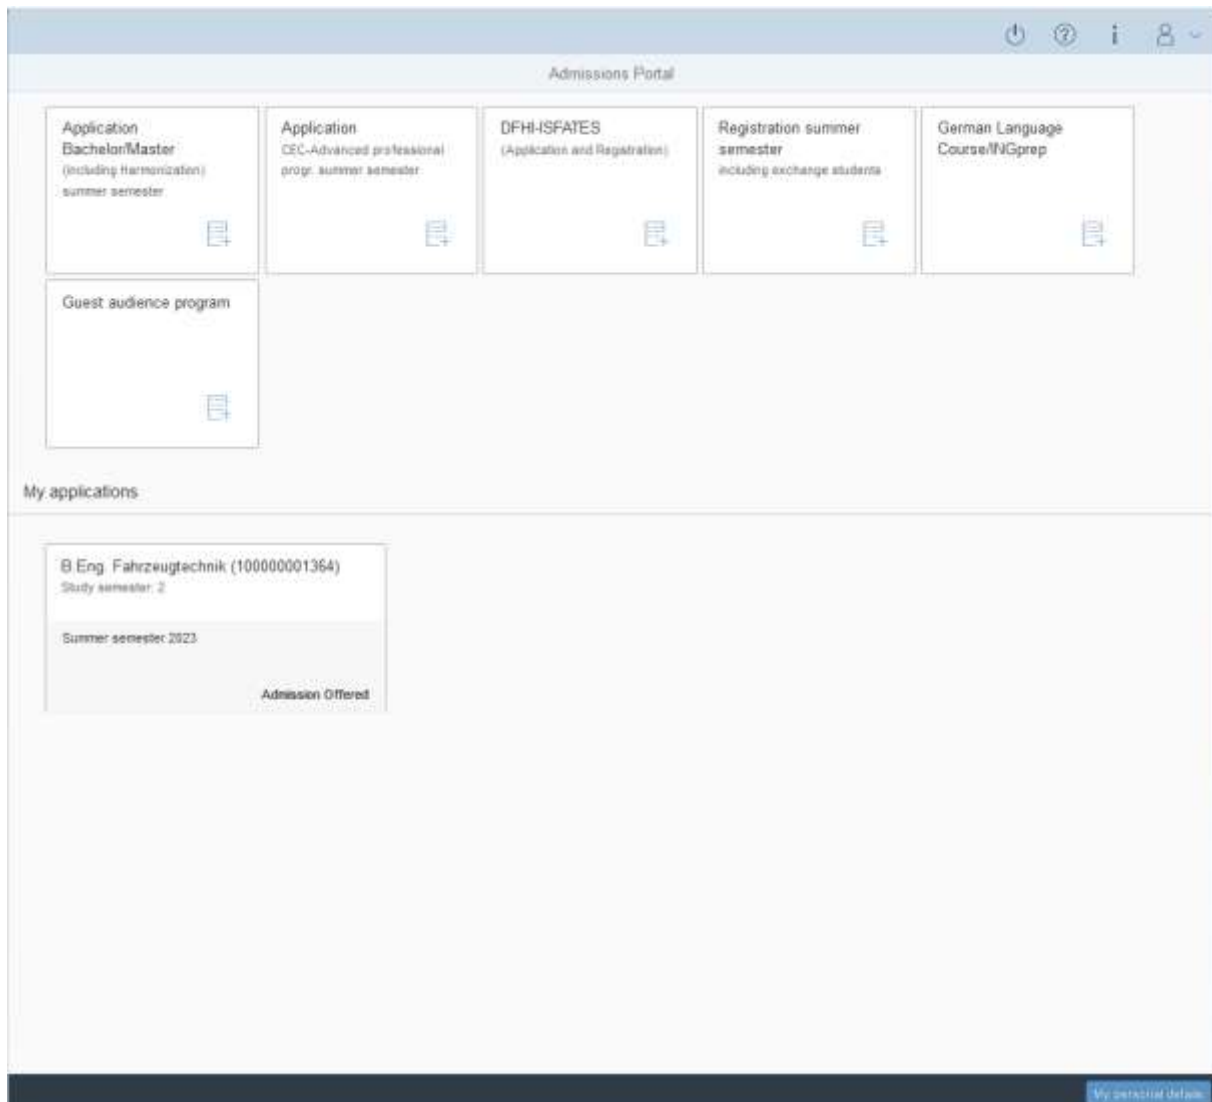 Admissions Portal
Application
Bachelor/Master
(including Harmonization)
summer semester
Application
CEC-Advanced professional
progr. summer semester
DFHI-ISFATES
(Application and Registration)
Registration summer
semester
including exchange students
German Language
Course/INGprep
Guest audience program
My applications
B.Eng. Fahrzeugtechnik (100000001364)
Study semester: 2
Summer semester 2023
Admission Offered
My personal details